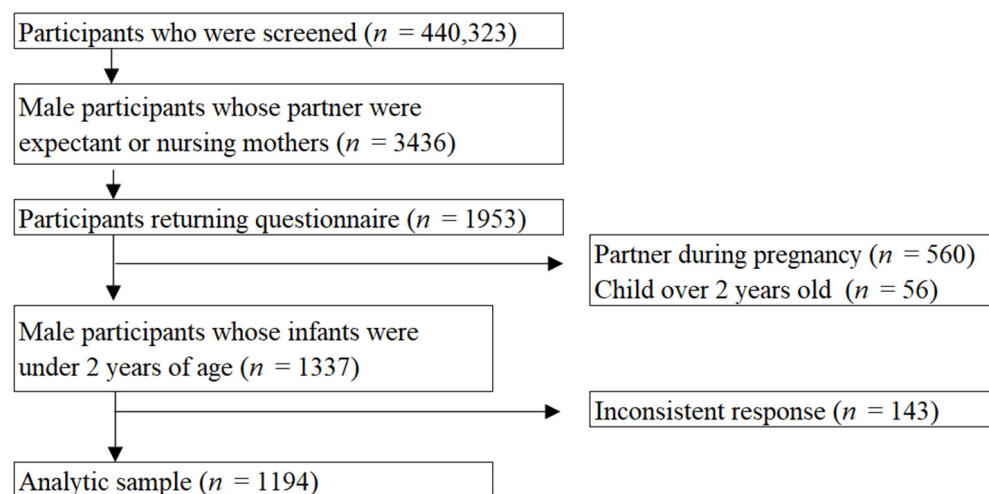 Participants who were screened (n = 440,323)
Male participants whose partner were
expectant or nursing mothers (n = 3436)
Participants returning questionnaire (n = 1953)
Partner during pregnancy (n = 560)
Child over 2 years old (n = 56)
Male participants whose infants were
under 2 years of age (n = 1337)
Inconsistent response (n = 143)
Analytic sample (n = 1194)